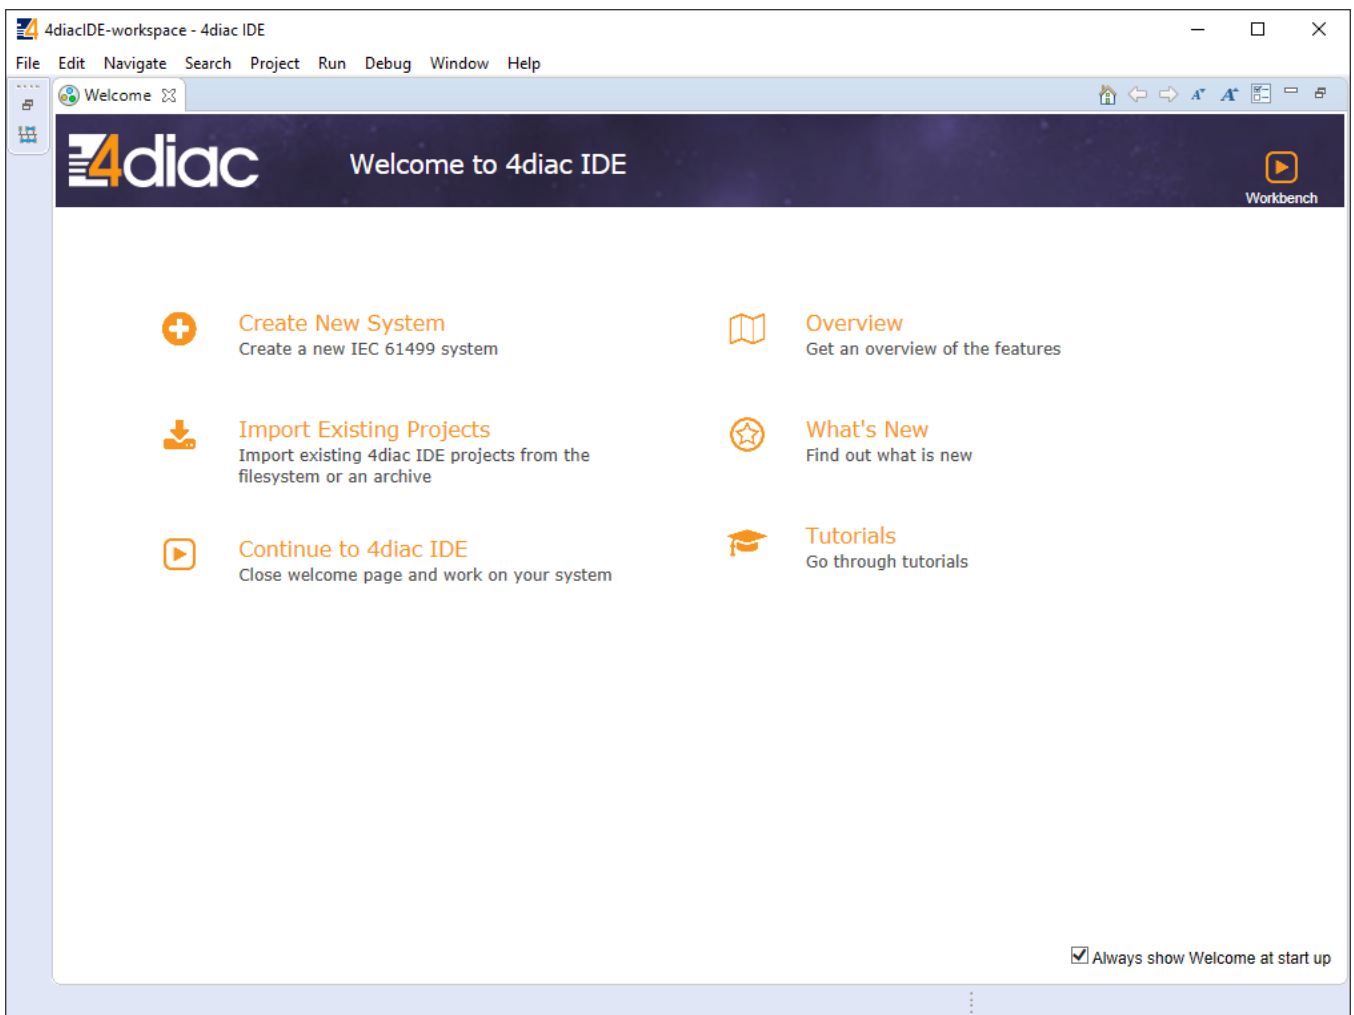 4diacIDE-workspace - 4diac IDE
File Edit Navigate Search Project Run Debug Window Help
Welcome
4diac
Welcome to 4diac IDE
Workbench
Create New System
Create a new IEC 61499 system
Import Existing Projects
Import existing 4diac IDE projects from the
filesystem or an archive
Continue to 4diac IDE
Close welcome page and work on your system
Overview
Get an overview of the features
What's New
Find out what is new
Tutorials
Go through tutorials
Always show Welcome at start up